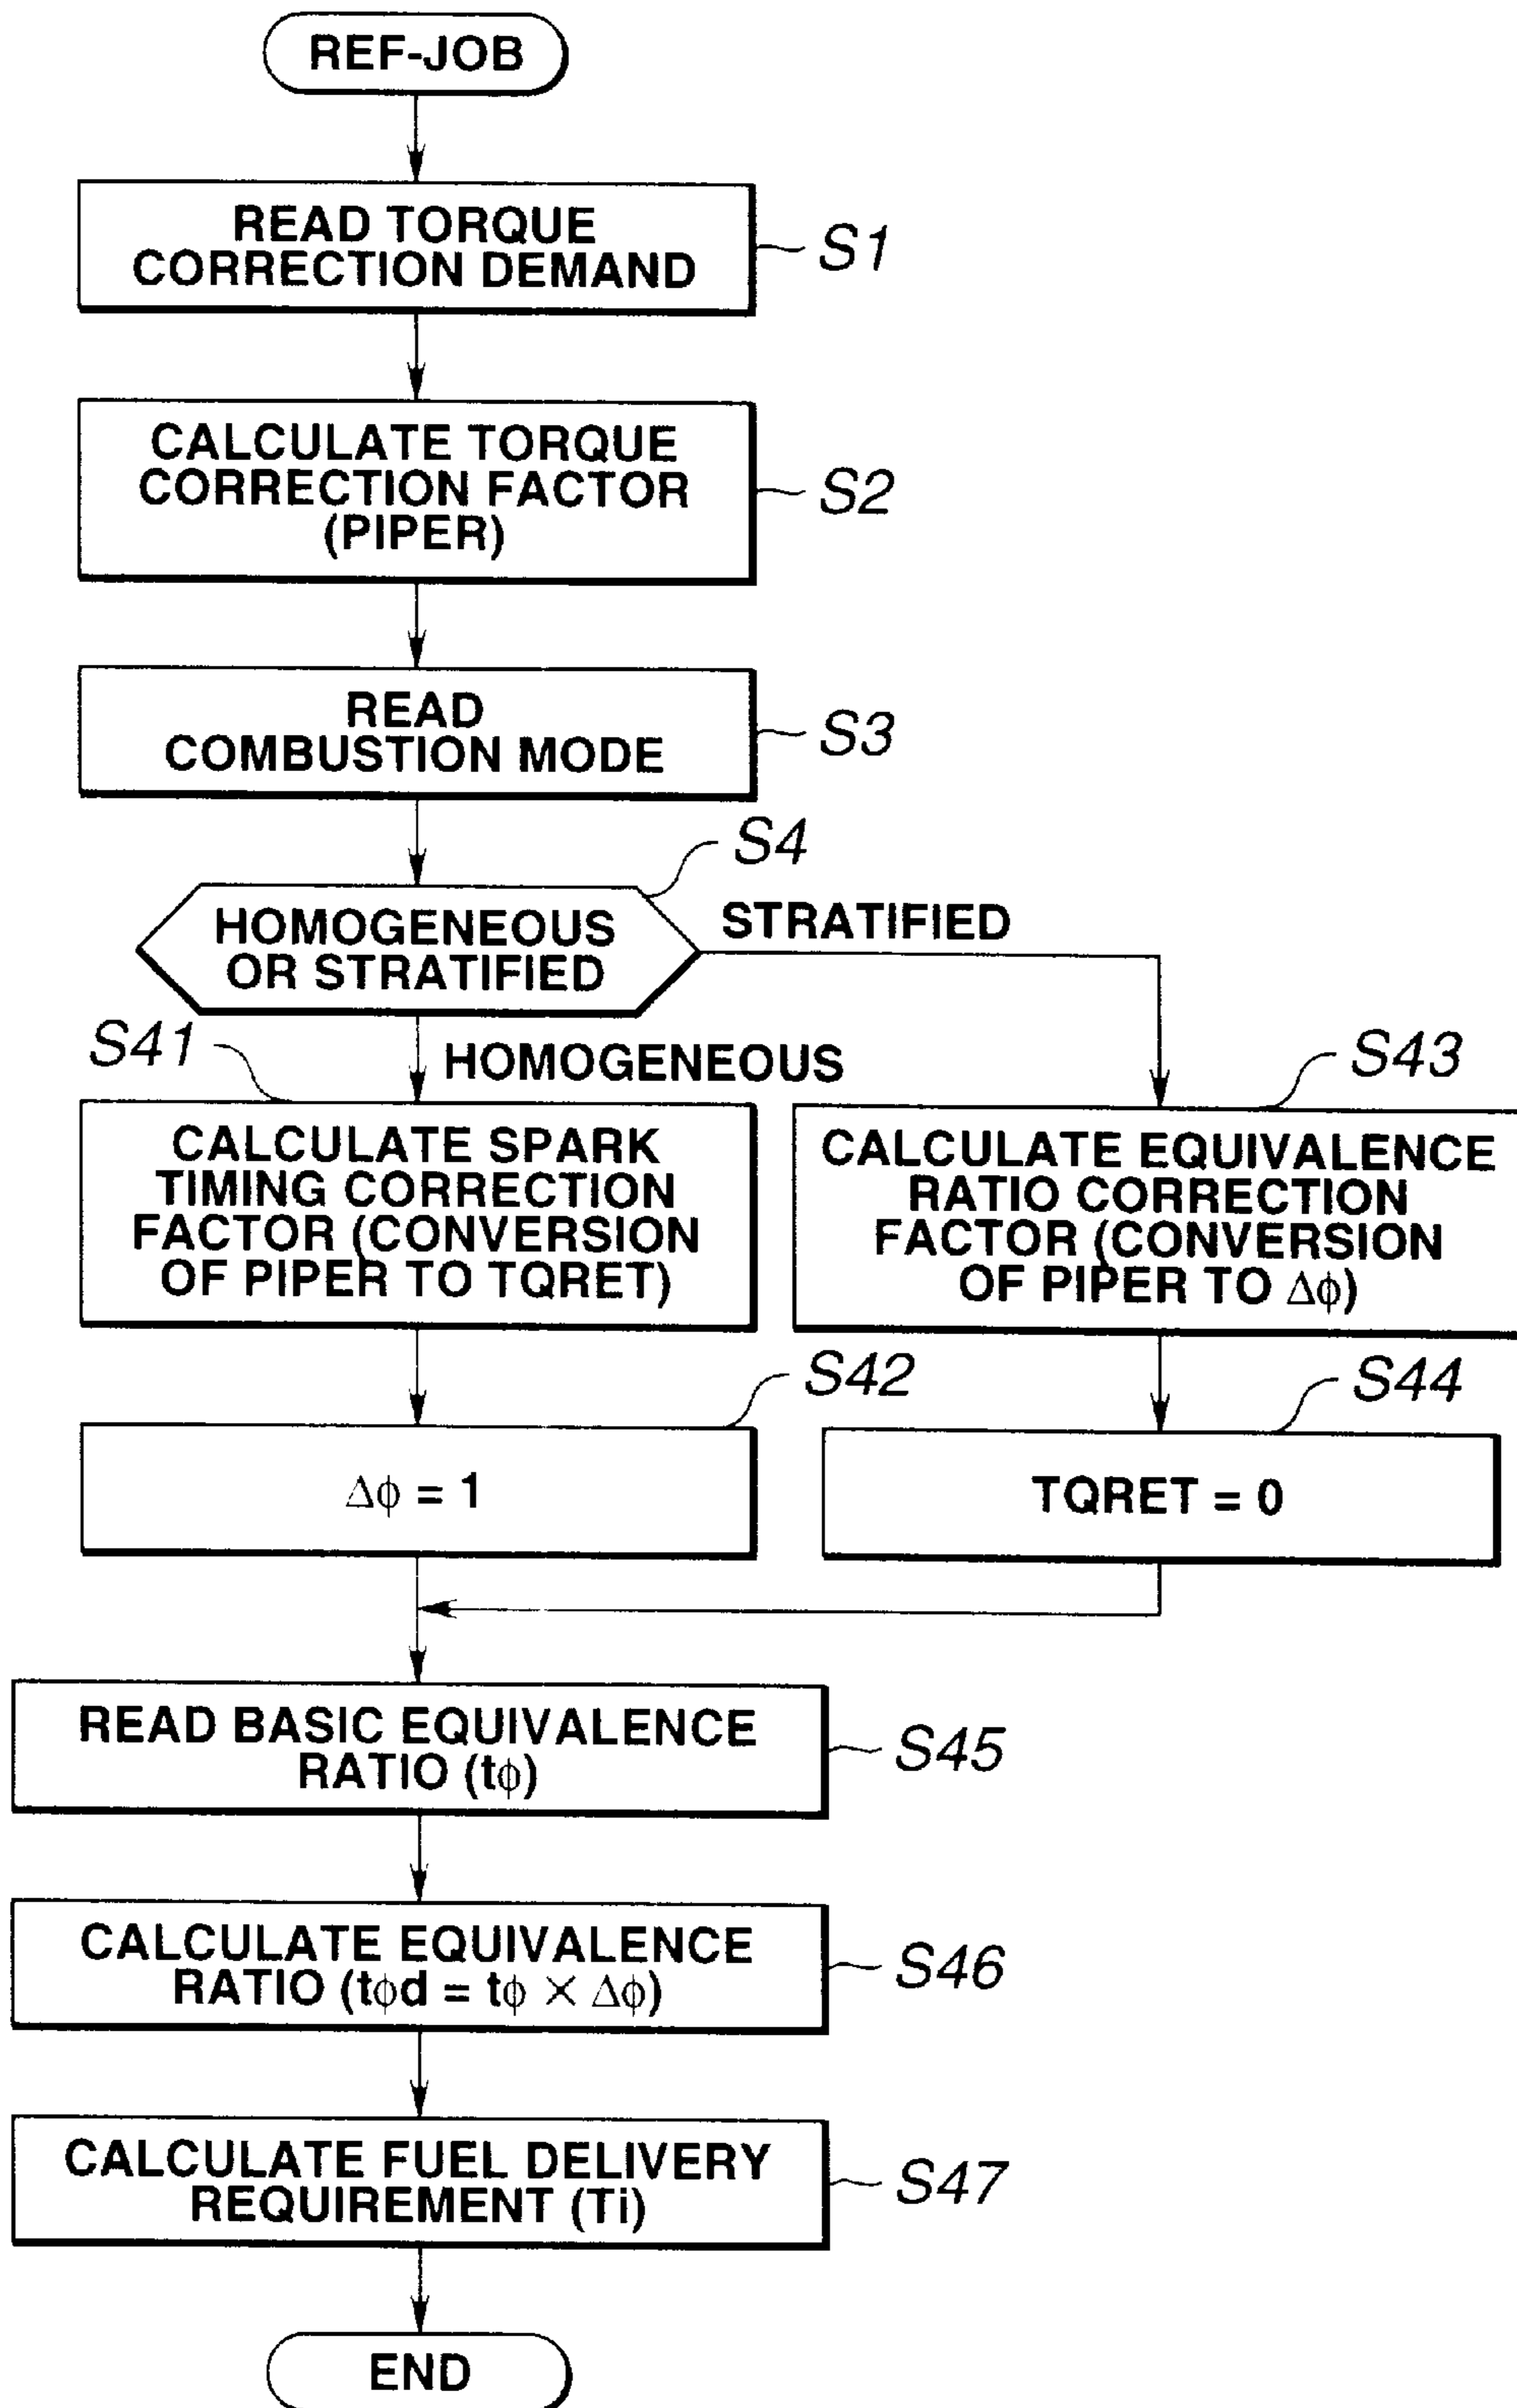 REF-JOB
READ TORQUE
CORRECTION DEMAND
S1
CALCULATE TORQUE
CORRECTION FACTOR
(PIPER)
S2
READ
COMBUSTION MODE
S3
S4
HOMOGENEOUS
OR STRATIFIED
STRATIFIED
HOMOGENEOUS
S41
CALCULATE SPARK
TIMING CORRECTION
FACTOR (CONVERSION
OF PIPER TO TQRET)
S43
CALCULATE EQUIVALENCE
RATIO CORRECTION
FACTOR (CONVERSION
OF PIPER TO Δϕ)
S42
Δϕ = 1
S44
TQRET = 0
READ BASIC EQUIVALENCE
RATIO (tϕ)
S45
CALCULATE EQUIVALENCE
RATIO (tϕd = tϕ × Δϕ)
S46
CALCULATE FUEL DELIVERY
REQUIREMENT (Ti)
S47
END